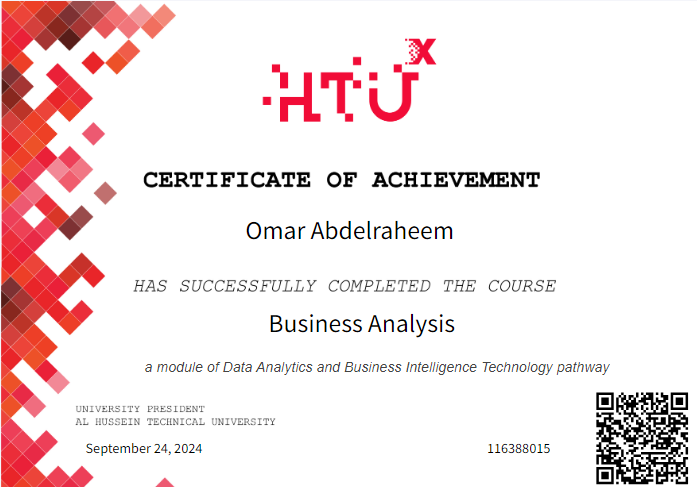 HTU X
CERTIFICATE OF ACHIEVEMENT
Omar Abdelraheem
HAS SUCCESSFULLY COMPLETED THE COURSE
Business Analysis
a module of Data Analytics and Business Intelligence Technology pathway
UNIVERSITY PRESIDENT
AL HUSSEIN TECHNICAL UNIVERSITY
September 24, 2024
116388015